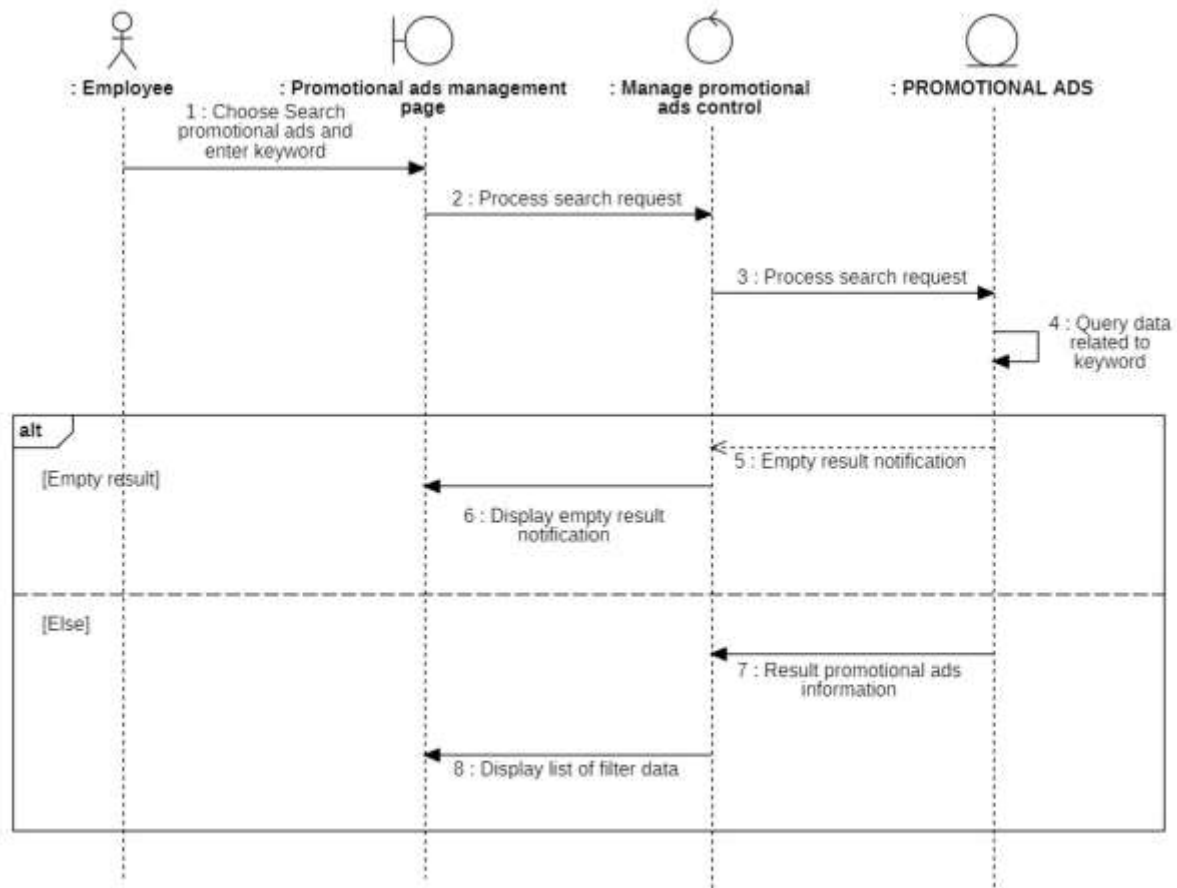 : Employee
: Promotional ads management
page
: Manage promotional
ads control
: PROMOTIONAL ADS
1 : Choose Search
promotional ads and
enter keyword
2 : Process search request
3 : Process search request
4 : Query data
related to
keyword
alt
[Empty result]
5 : Empty result notification
6 : Display empty result
notification
[Else]
7 : Result promotional ads
information
8 : Display list of filter data